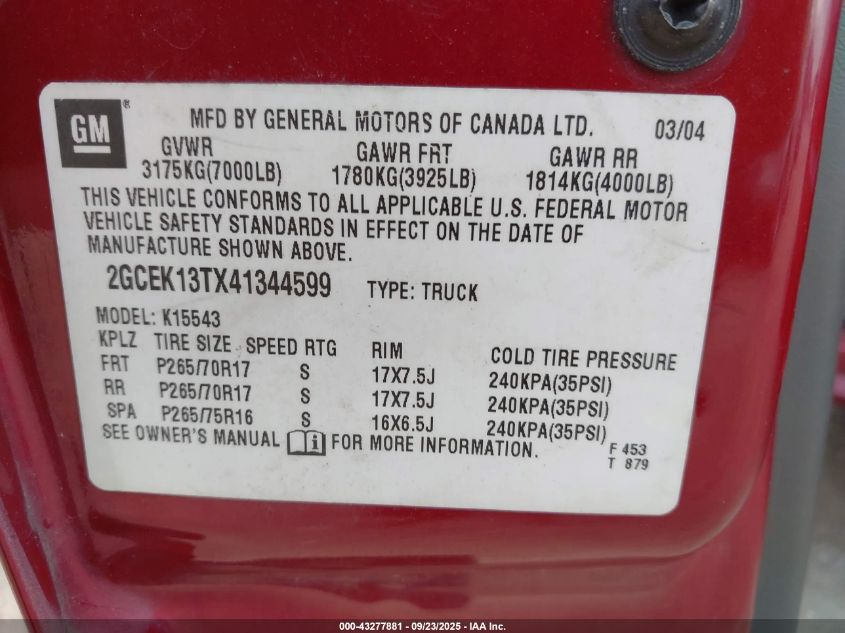 GM ®
MFD BY GENERAL MOTORS OF CANADA LTD. 03/04
GVWR GAWR FRT GAWR RR
3175KG(7000LB) 1780KG(3925LB) 1814KG(4000LB)
THIS VEHICLE CONFORMS TO ALL APPLICABLE U.S. FEDERAL MOTOR
VEHICLE SAFETY STANDARDS IN EFFECT ON THE DATE OF
MANUFACTURE SHOWN ABOVE.
2GCEK13TX41344599 TYPE: TRUCK
MODEL: K15543
KPLZ TIRE SIZE SPEED RTG RIM COLD TIRE PRESSURE
FRT P265/70R17 S 17X7.5J 240KPA(35PSI)
RR P265/70R17 S 17X7.5J 240KPA(35PSI)
SPA P265/75R16 S 16X6.5J 240KPA(35PSI)
SEE OWNER'S MANUAL i FOR MORE INFORMATION.
F 453
T 879
000-43277881 - 09/23/2025 - IAA Inc.